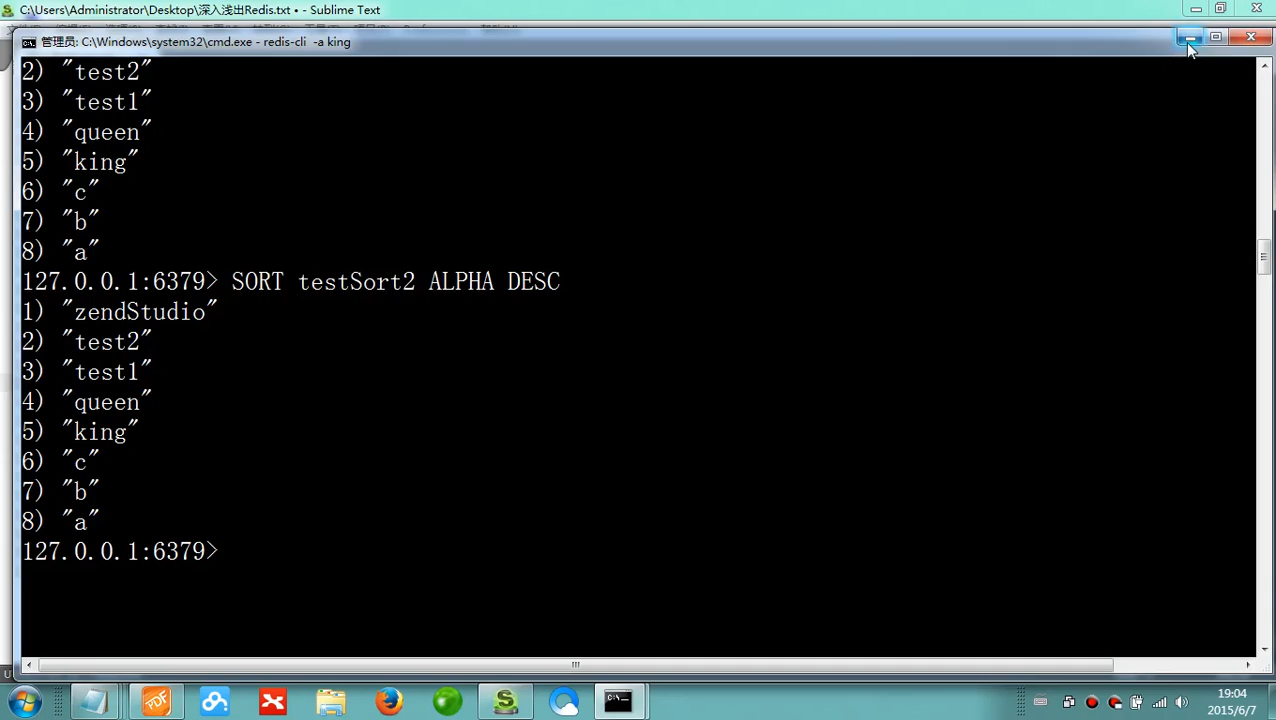 C:\Users\Administrator\Desktop\深入浅出Redis.txt • - Sublime Text
管理员: C:\Windows\system32\cmd.exe - redis-cli  -a king
2) "test2"
3) "test1"
4) "queen"
5) "king"
6) "c"
7) "b"
8) "a"
127.0.0.1:6379> SORT testSort2 ALPHA DESC
1) "zendStudio"
2) "test2"
3) "test1"
4) "queen"
5) "king"
6) "c"
7) "b"
8) "a"
127.0.0.1:6379>
PDF
C:\_
19:04
2015/6/7